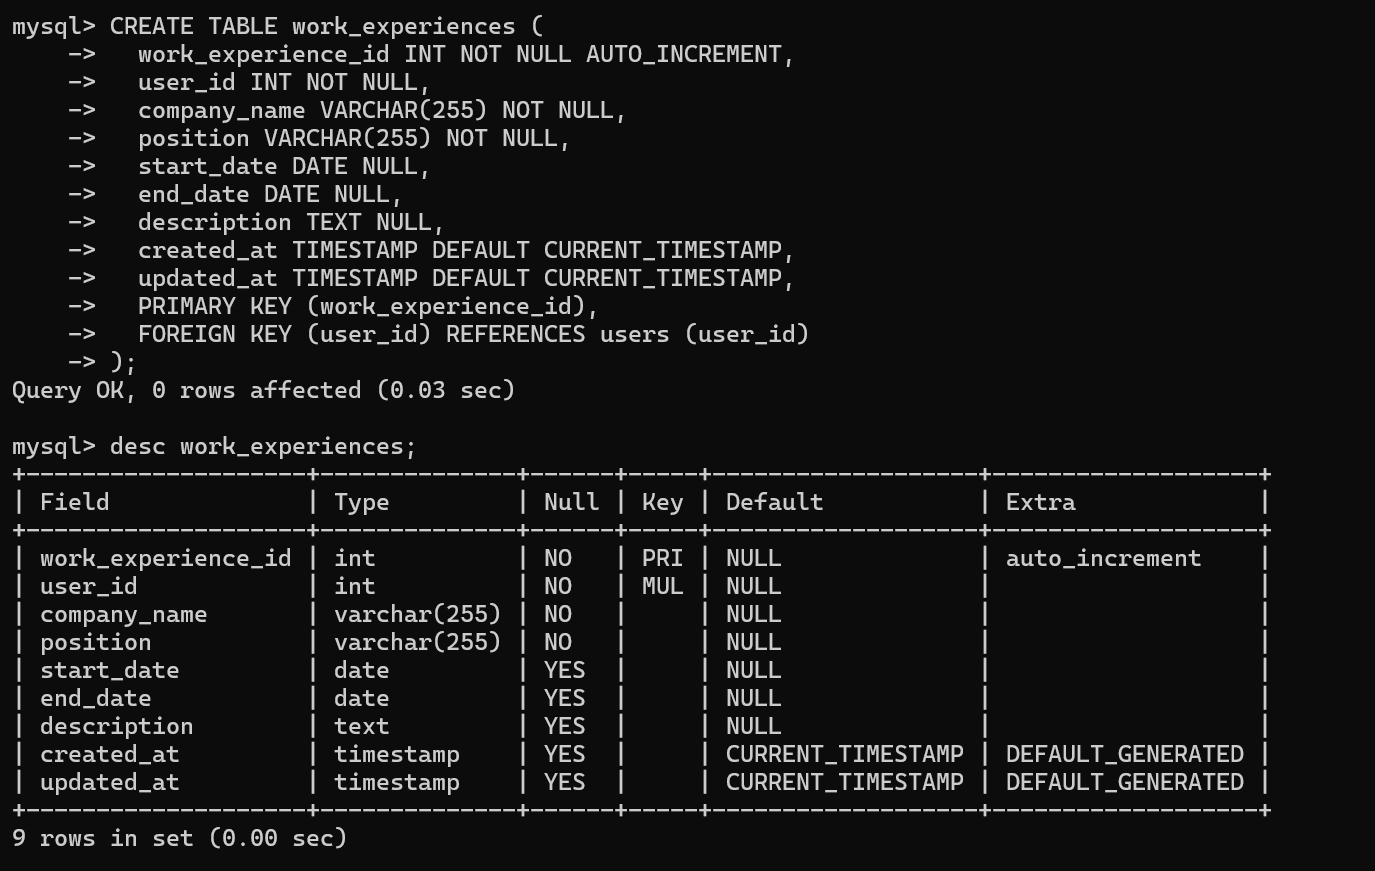 mysql> CREATE TABLE work_experiences (
    ->   work_experience_id INT NOT NULL AUTO_INCREMENT,
    ->   user_id INT NOT NULL,
    ->   company_name VARCHAR(255) NOT NULL,
    ->   position VARCHAR(255) NOT NULL,
    ->   start_date DATE NULL,
    ->   end_date DATE NULL,
    ->   description TEXT NULL,
    ->   created_at TIMESTAMP DEFAULT CURRENT_TIMESTAMP,
    ->   updated_at TIMESTAMP DEFAULT CURRENT_TIMESTAMP,
    ->   PRIMARY KEY (work_experience_id),
    ->   FOREIGN KEY (user_id) REFERENCES users (user_id)
    -> );
Query OK, 0 rows affected (0.03 sec)

mysql> desc work_experiences;
+--------------------+--------------+------+-----+-------------------+-------------------+
| Field              | Type         | Null | Key | Default           | Extra             |
+--------------------+--------------+------+-----+-------------------+-------------------+
| work_experience_id | int          | NO   | PRI | NULL              | auto_increment    |
| user_id            | int          | NO   | MUL | NULL              |                   |
| company_name       | varchar(255) | NO   |     | NULL              |                   |
| position           | varchar(255) | NO   |     | NULL              |                   |
| start_date         | date         | YES  |     | NULL              |                   |
| end_date           | date         | YES  |     | NULL              |                   |
| description        | text         | YES  |     | NULL              |                   |
| created_at         | timestamp    | YES  |     | CURRENT_TIMESTAMP | DEFAULT_GENERATED |
| updated_at         | timestamp    | YES  |     | CURRENT_TIMESTAMP | DEFAULT_GENERATED |
+--------------------+--------------+------+-----+-------------------+-------------------+
9 rows in set (0.00 sec)